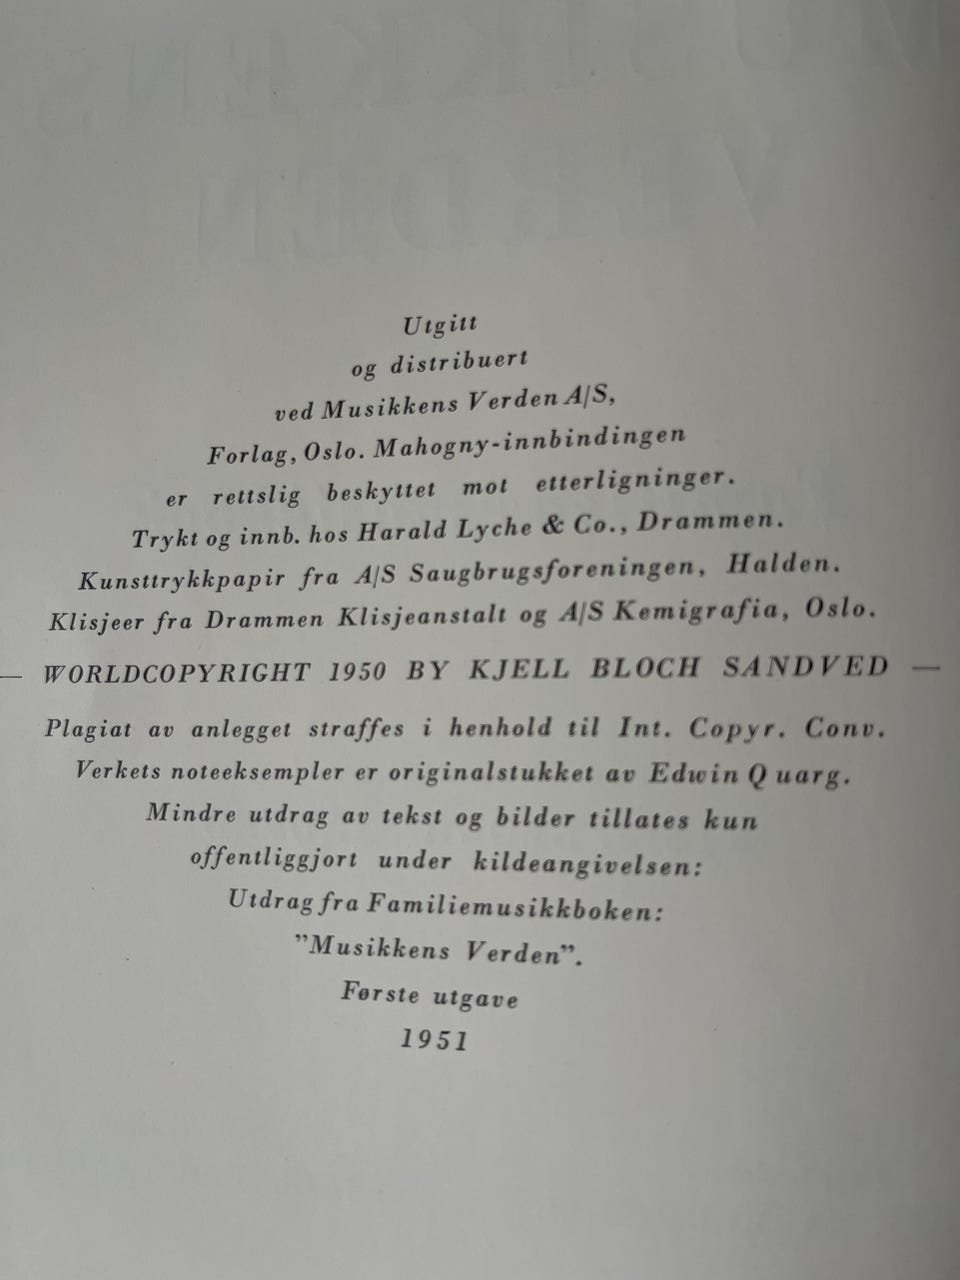 Utgitt
og distribuert
ved Musikkens Verden A/S,
Forlag, Oslo. Mahogny-innbindingen
er rettslig beskyttet mot etterligninger.
Trykt og innb. hos Harald Lyche & Co., Drammen.
Kunsttrykkpapir fra A/S Saugbrugsforeningen, Halden.
Klisjeer fra Drammen Klisjeanstalt og A/S Kemigrafia, Oslo.
— WORLDCOPYRIGHT 1950 BY KJELL BLOCH SANDVED —
Plagiat av anlegget straffes i henhold til Int. Copyr. Conv.
Verkets noteeksempler er originalstukket av Edwin Quarg.
Mindre utdrag av tekst og bilder tillates kun
offentliggjort under kildeangivelsen:
Utdrag fra Familiemusikkboken:
”Musikkens Verden”.
Første utgave
1951